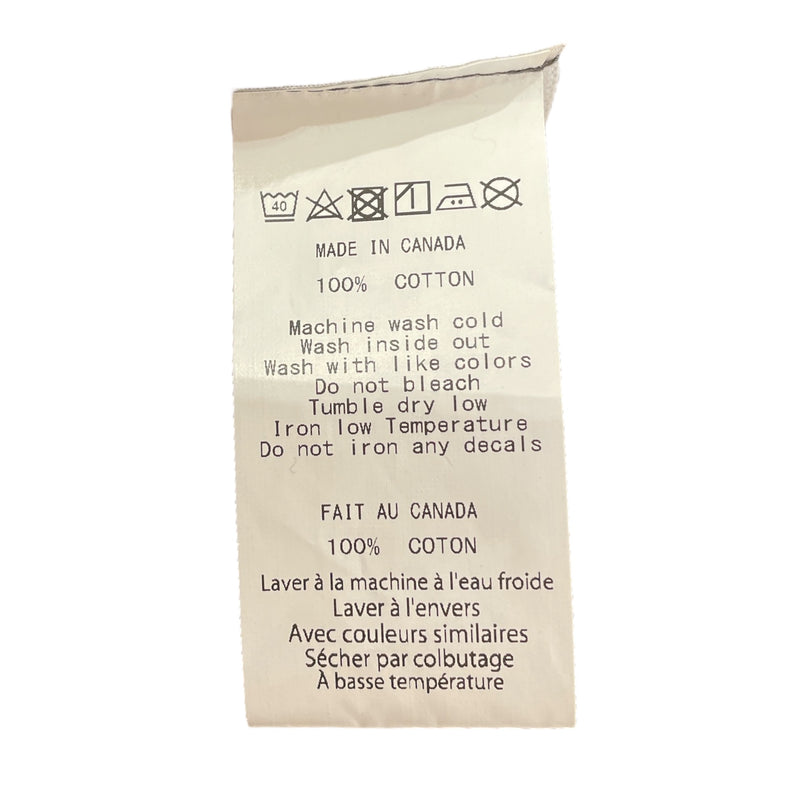 40
MADE IN CANADA
100% COTTON
Machine wash cold
Wash inside out
Wash with like colors
Do not bleach
Tumble dry low
Iron low Temperature
Do not iron any decals
FAIT AU CANADA
100% COTON
Laver à la machine à l'eau froide
Laver à l'envers
Avec couleurs similaires
Sécher par colbutage
À basse température